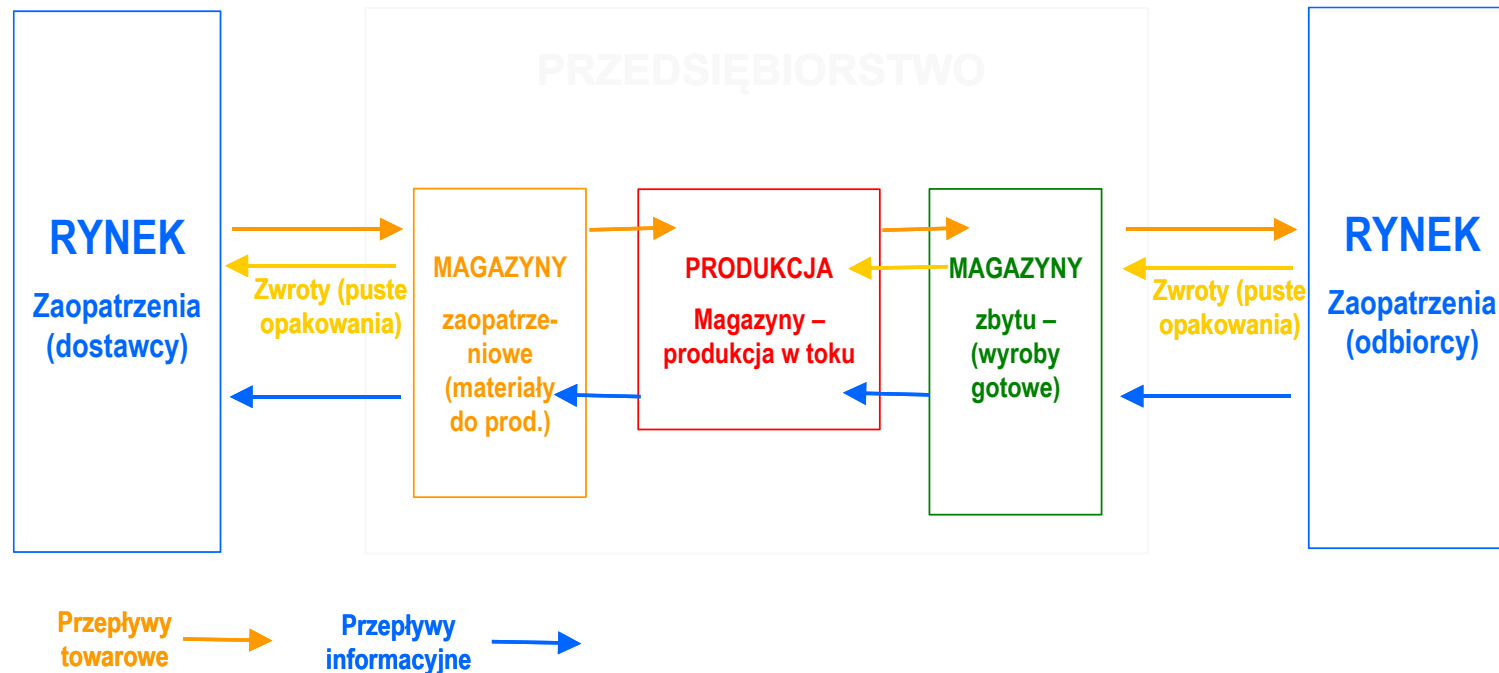 PRZEDSIĘBIORSTWO
RYNEK
Zaopatrzenia
(dostawcy)
Zwroty (puste
opakowania)
MAGAZYNY
zaopatrze-
niowe
(materiały
do prod.)
PRODUKCJA
Magazyny –
produkcja w toku
MAGAZYNY
zbytu –
(wyroby
gotowe)
Zwroty (puste
opakowania)
RYNEK
Zaopatrzenia
(odbiorcy)
Przepływy
towarowe
Przepływy
informacyjne